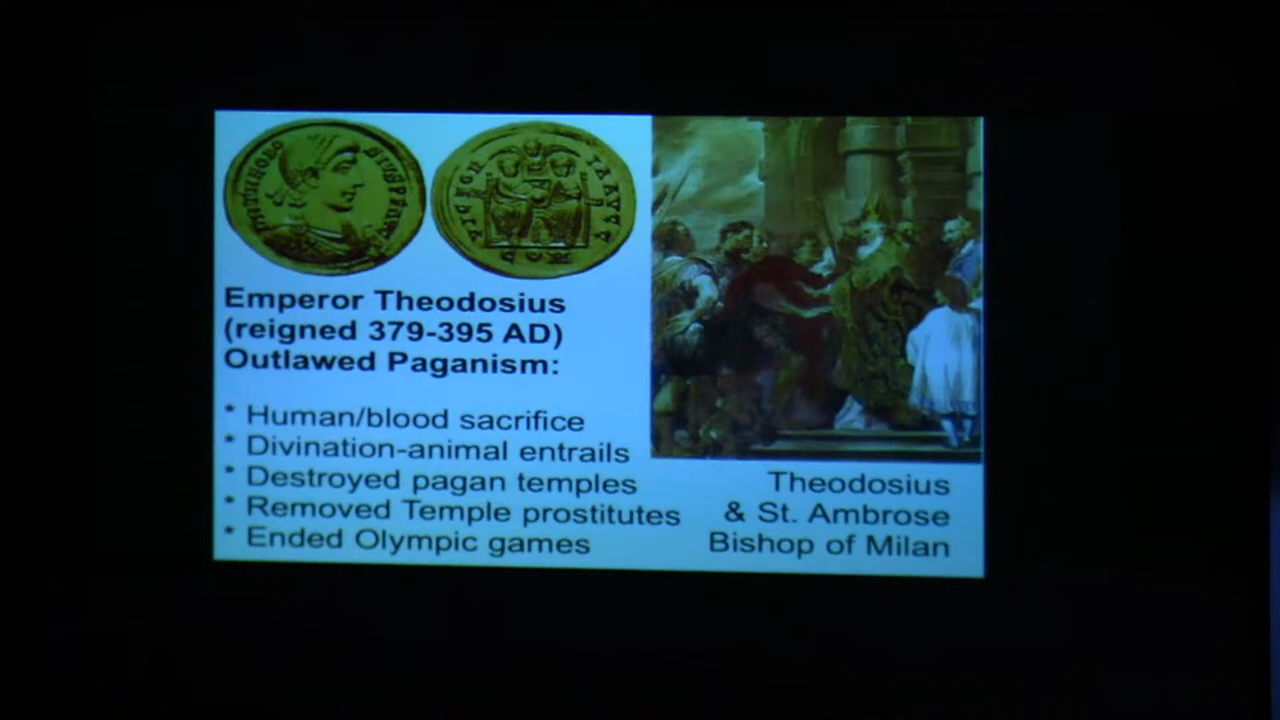 Emperor Theodosius
(reigned 379-395 AD)
Outlawed Paganism:
* Human/blood sacrifice
* Divination-animal entrails
* Destroyed pagan temples
* Removed Temple prostitutes
* Ended Olympic games
Theodosius
& St. Ambrose
Bishop of Milan